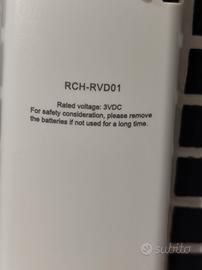 RCH-RVD01
Rated voltage: 3VDC
For safety consideration, please remove
the batteries if not used for a long time.
subito